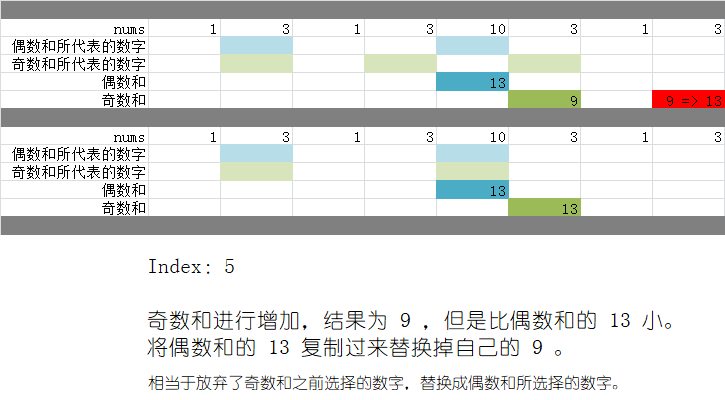 nums 1 3 1 3 10 3 1 3
偶数和所代表的数字
奇数和所代表的数字
偶数和 13
奇数和 9 9 => 13
nums 1 3 1 3 10 3 1 3
偶数和所代表的数字
奇数和所代表的数字
偶数和 13
奇数和 13
Index: 5
奇数和进行增加，结果为 9 ，但是比偶数和的 13 小。
将偶数和的 13 复制过来替换掉自己的 9 。
相当于放弃了奇数和之前选择的数字，替换成偶数和所选择的数字。